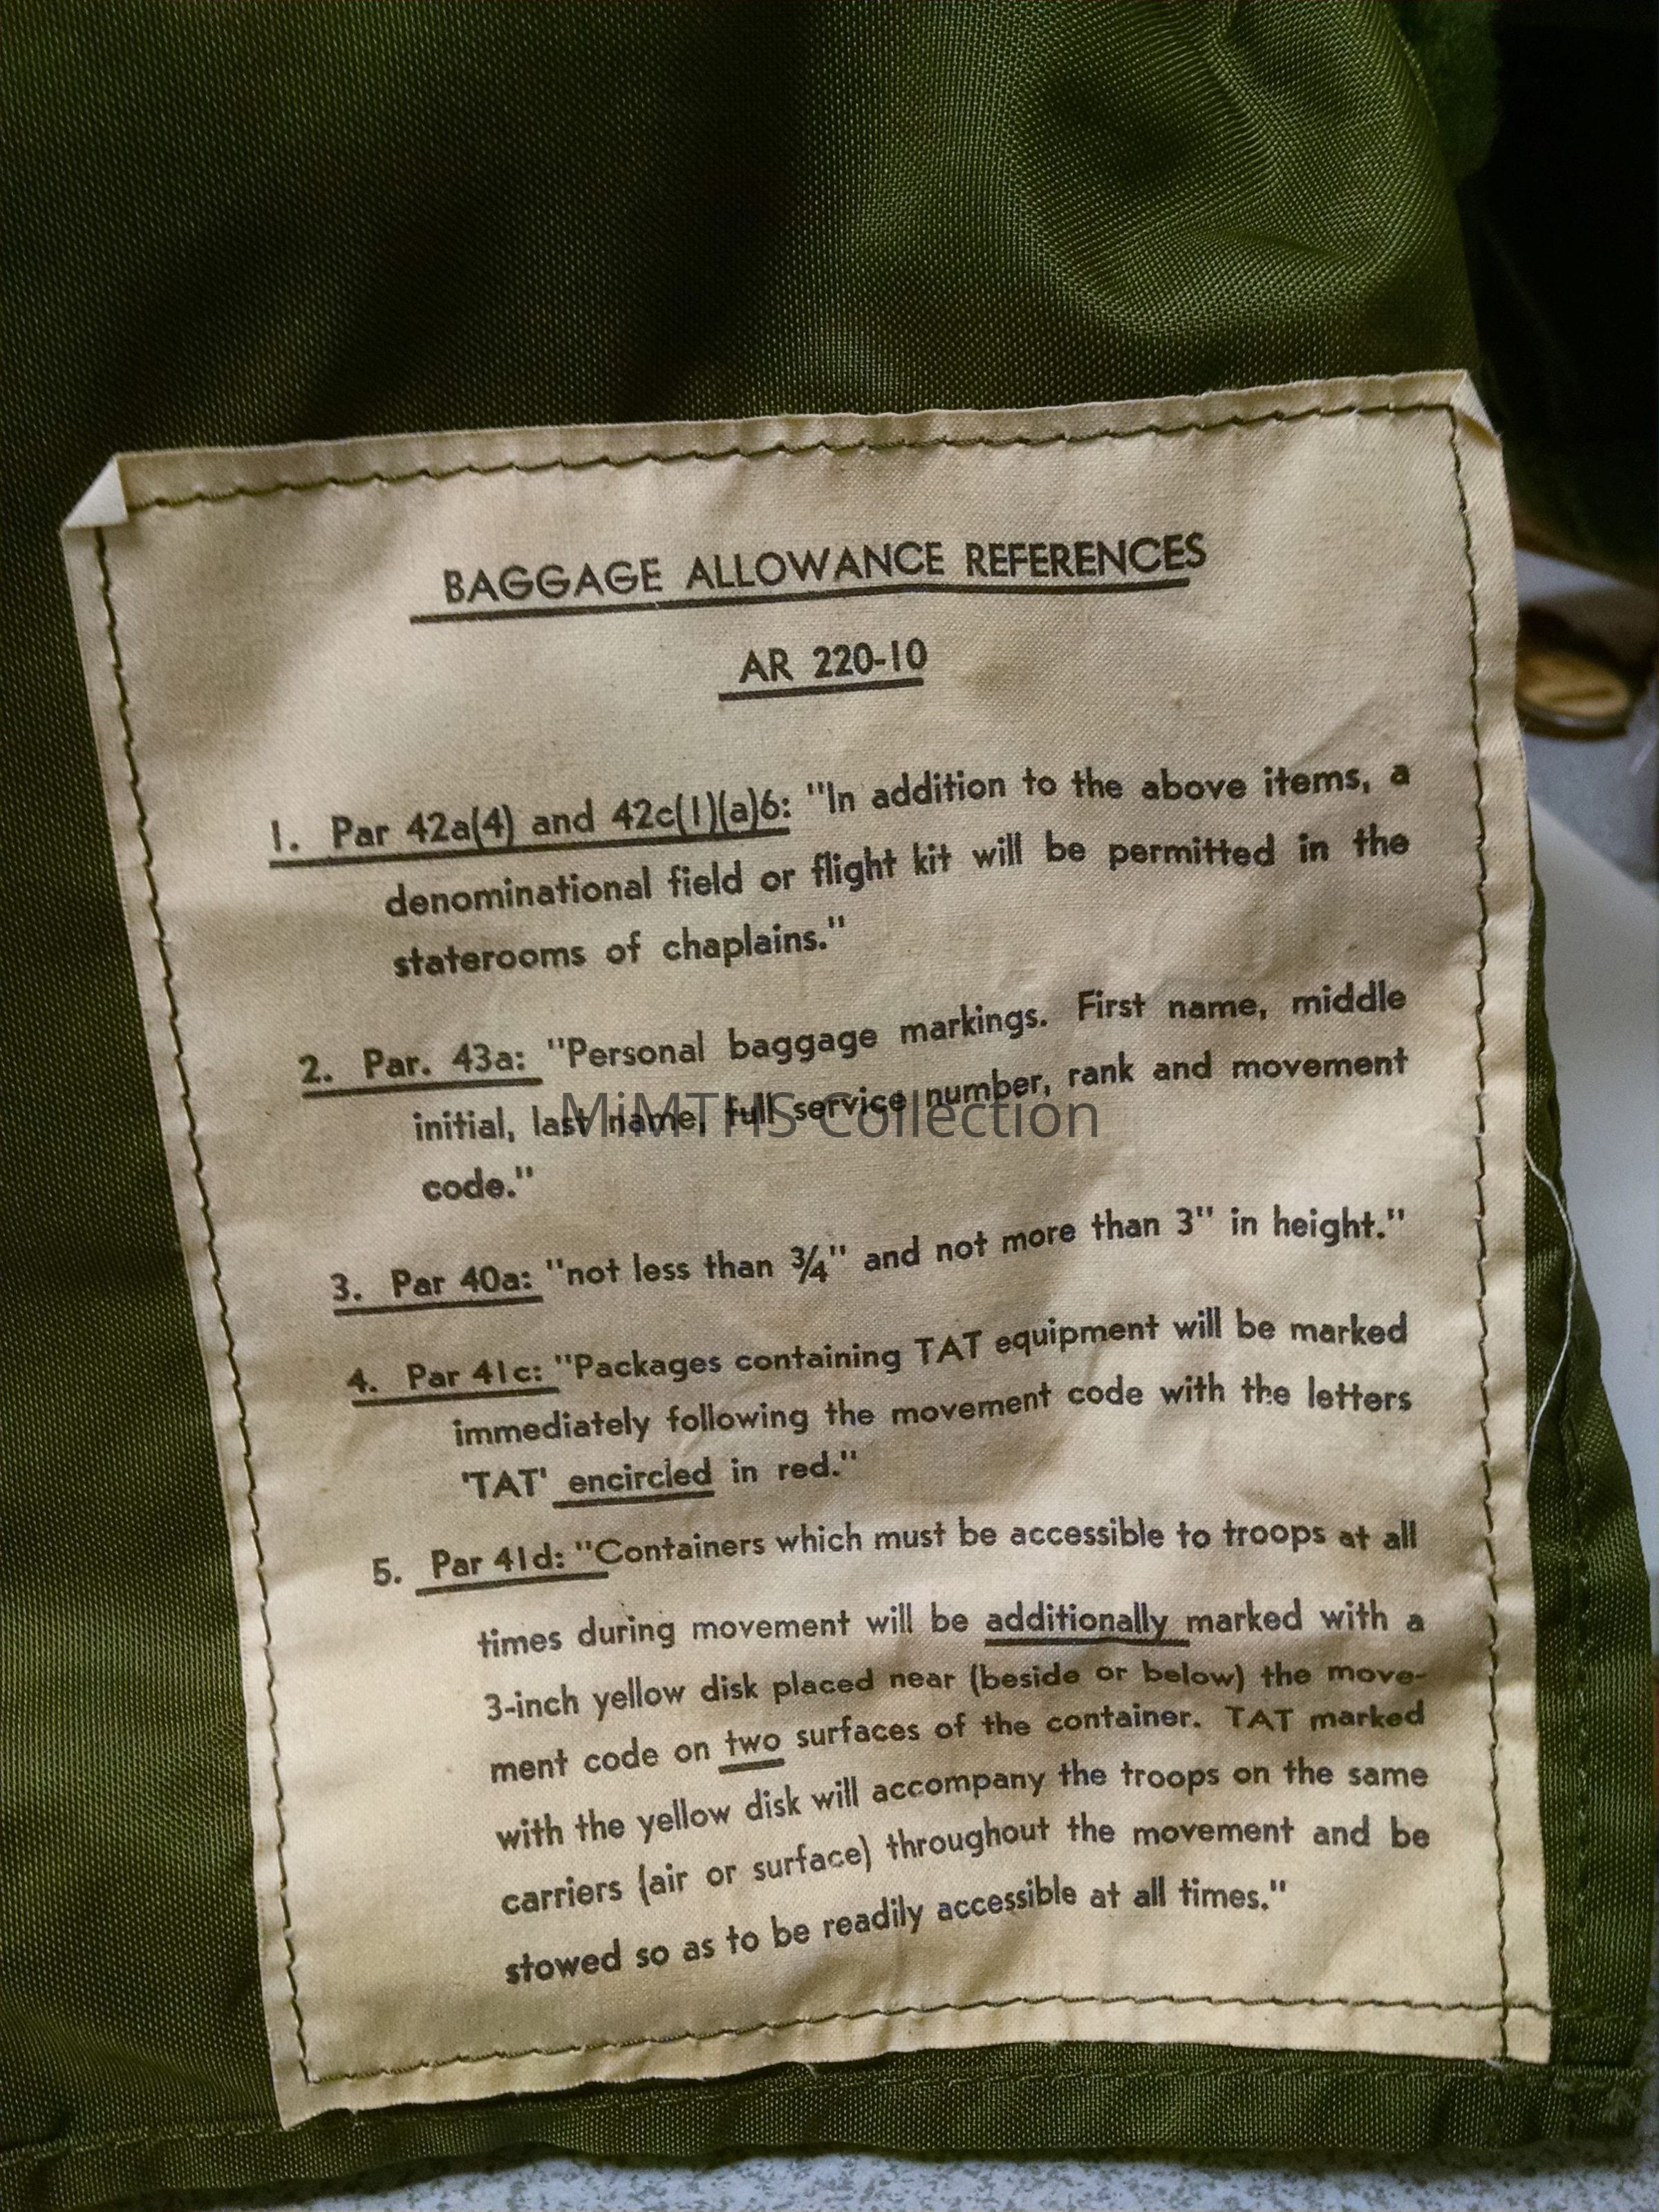 BAGGAGE ALLOWANCE REFERENCES
AR 220-10
1. Par 42a(4) and 42c(1)(a)6: "In addition to the above items, a
denominational field or flight kit will be permitted in the
staterooms of chaplains."
2. Par. 43a: "Personal baggage markings. First name, middle
initial, last name, full service number, rank and movement
code."
MiMTHS Collection
3. Par 40a: "not less than ¾" and not more than 3" in height."
4. Par 41c: "Packages containing TAT equipment will be marked
immediately following the movement code with the letters
'TAT' encircled in red."
5. Par 41d: "Containers which must be accessible to troops at all
times during movement will be additionally marked with a
3-inch yellow disk placed near (beside or below) the move-
ment code on two surfaces of the container. TAT marked
with the yellow disk will accompany the troops on the same
carriers (air or surface) throughout the movement and be
stowed so as to be readily accessible at all times."